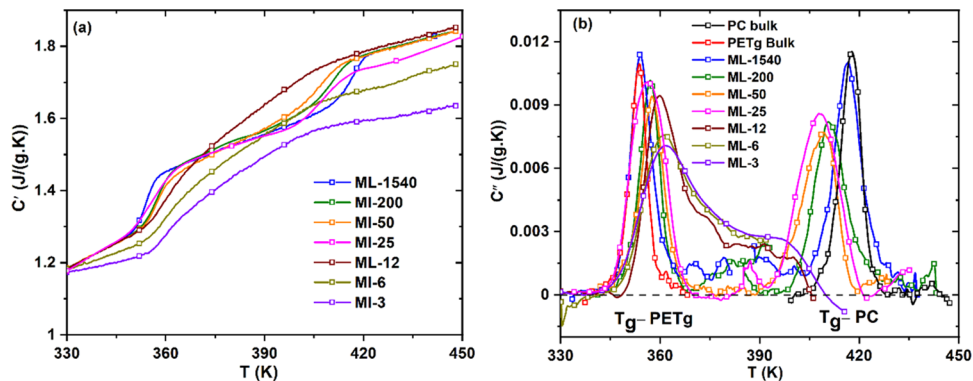 (a)
C′ (J/(g.K))
1.8
1.6
1.4
1.2
1
330
360
390
420
450
T (K)
ML-1540
MI-200
MI-50
MI-25
ML-12
MI-6
MI-3
(b)
C″ (J/(g.K))
0.012
0.009
0.006
0.003
0
330
360
390
420
450
T (K)
PC bulk
PETg Bulk
ML-1540
ML-200
ML-50
ML-25
ML-12
ML-6
ML-3
Tg– PETg
Tg– PC